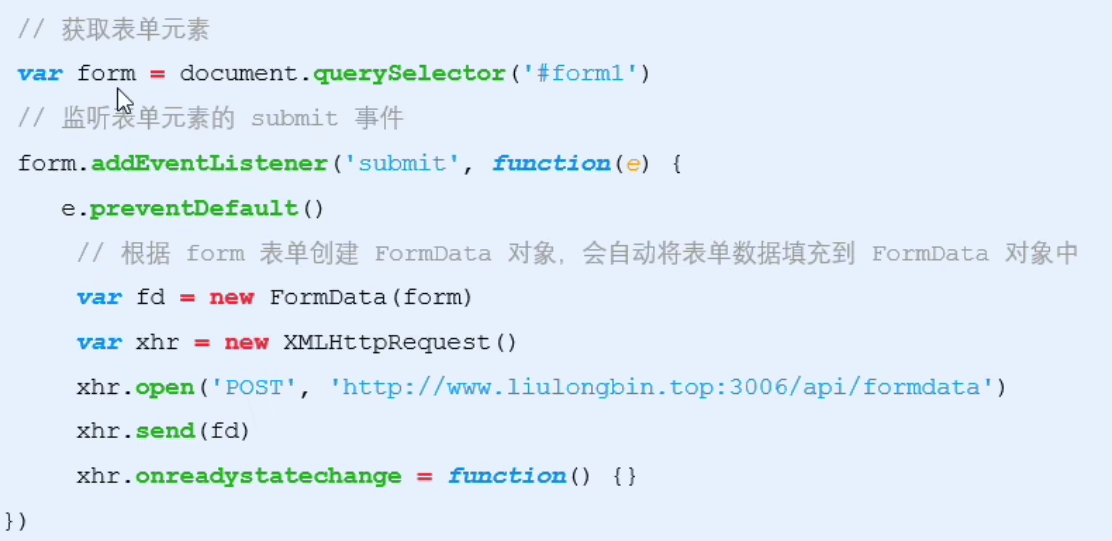 // 获取表单元素
var form = document.querySelector('#form1')
// 监听表单元素的 submit 事件
form.addEventListener('submit', function(e) {
e.preventDefault()
// 根据 form 表单创建 FormData 对象，会自动将表单数据填充到 FormData 对象中
var fd = new FormData(form)
var xhr = new XMLHttpRequest()
xhr.open('POST', 'http://www.liulongbin.top:3006/api/formdata')
xhr.send(fd)
xhr.onreadystatechange = function() {}
})